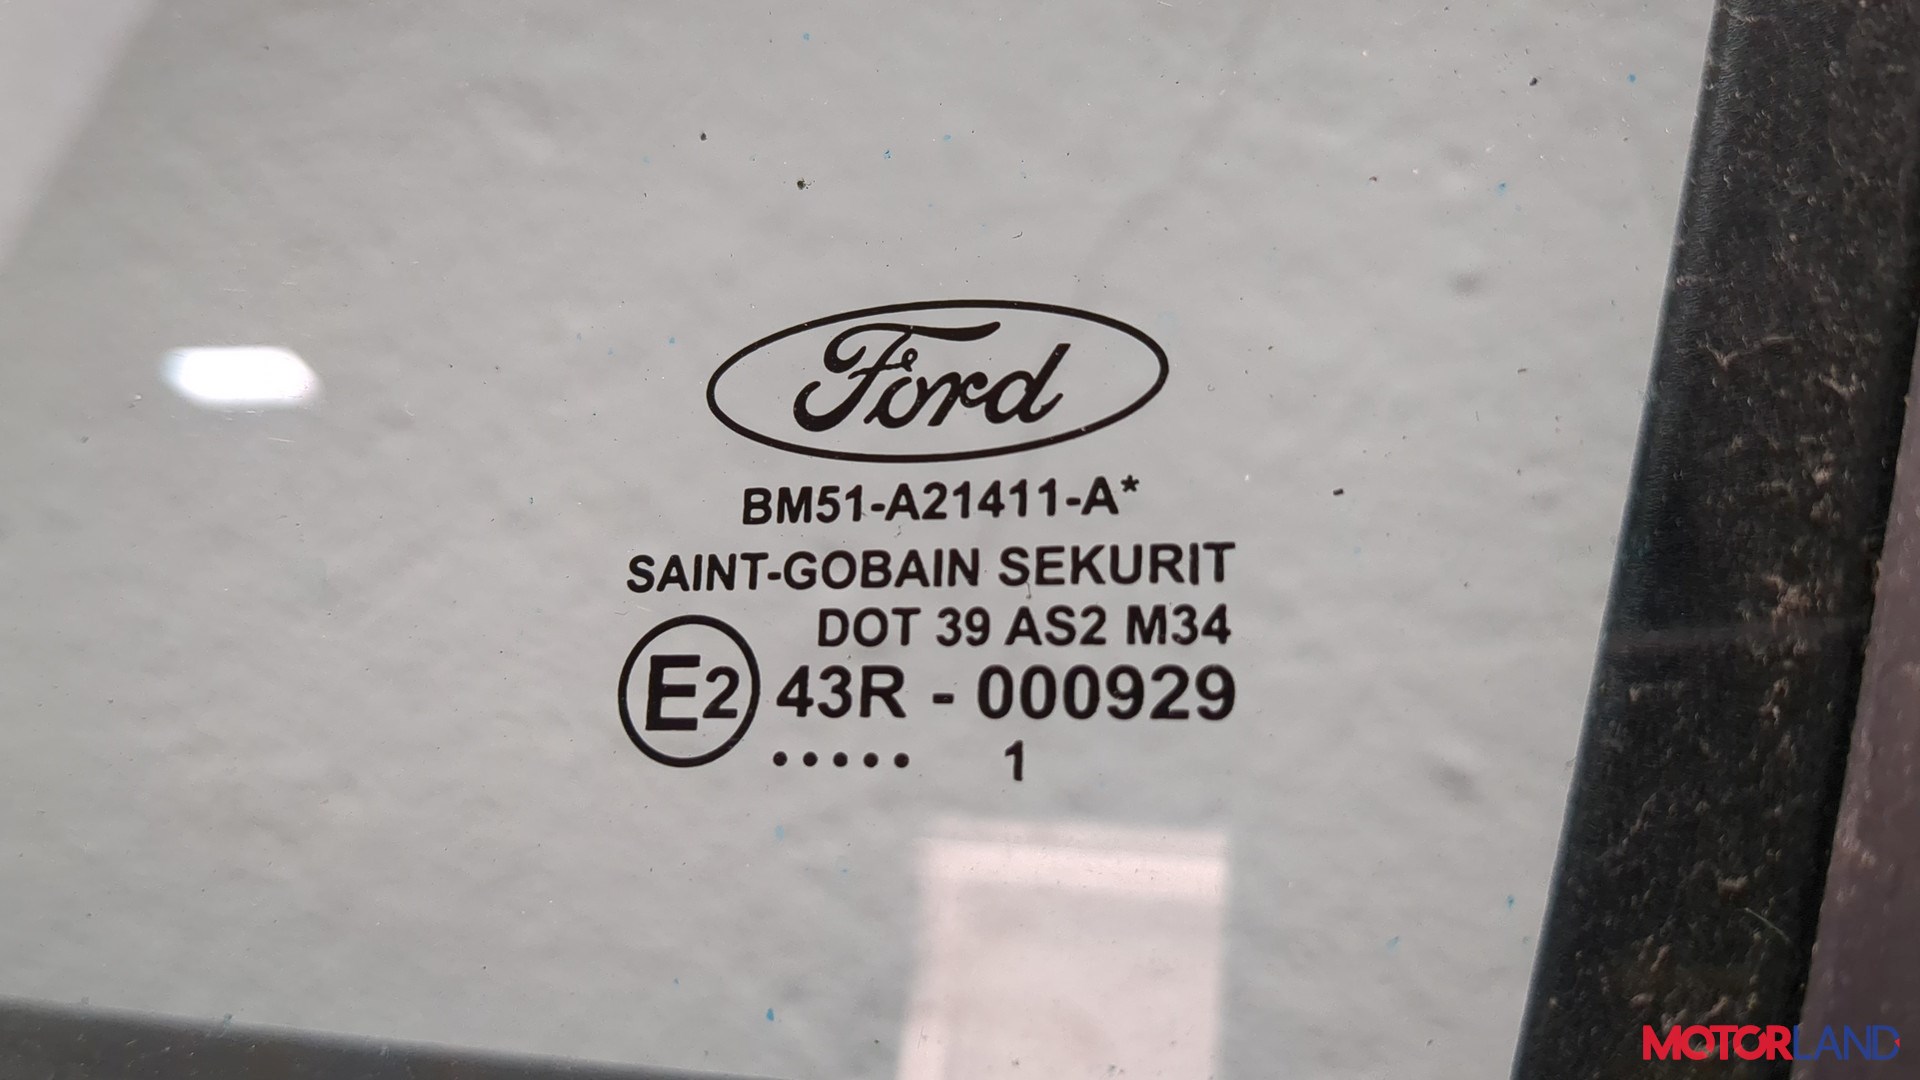 Ford
BM51-A21411-A*
SAINT-GOBAIN SEKURIT
DOT 39 AS2 M34
E2 43R - 000929
..... 1
MOTORLAND